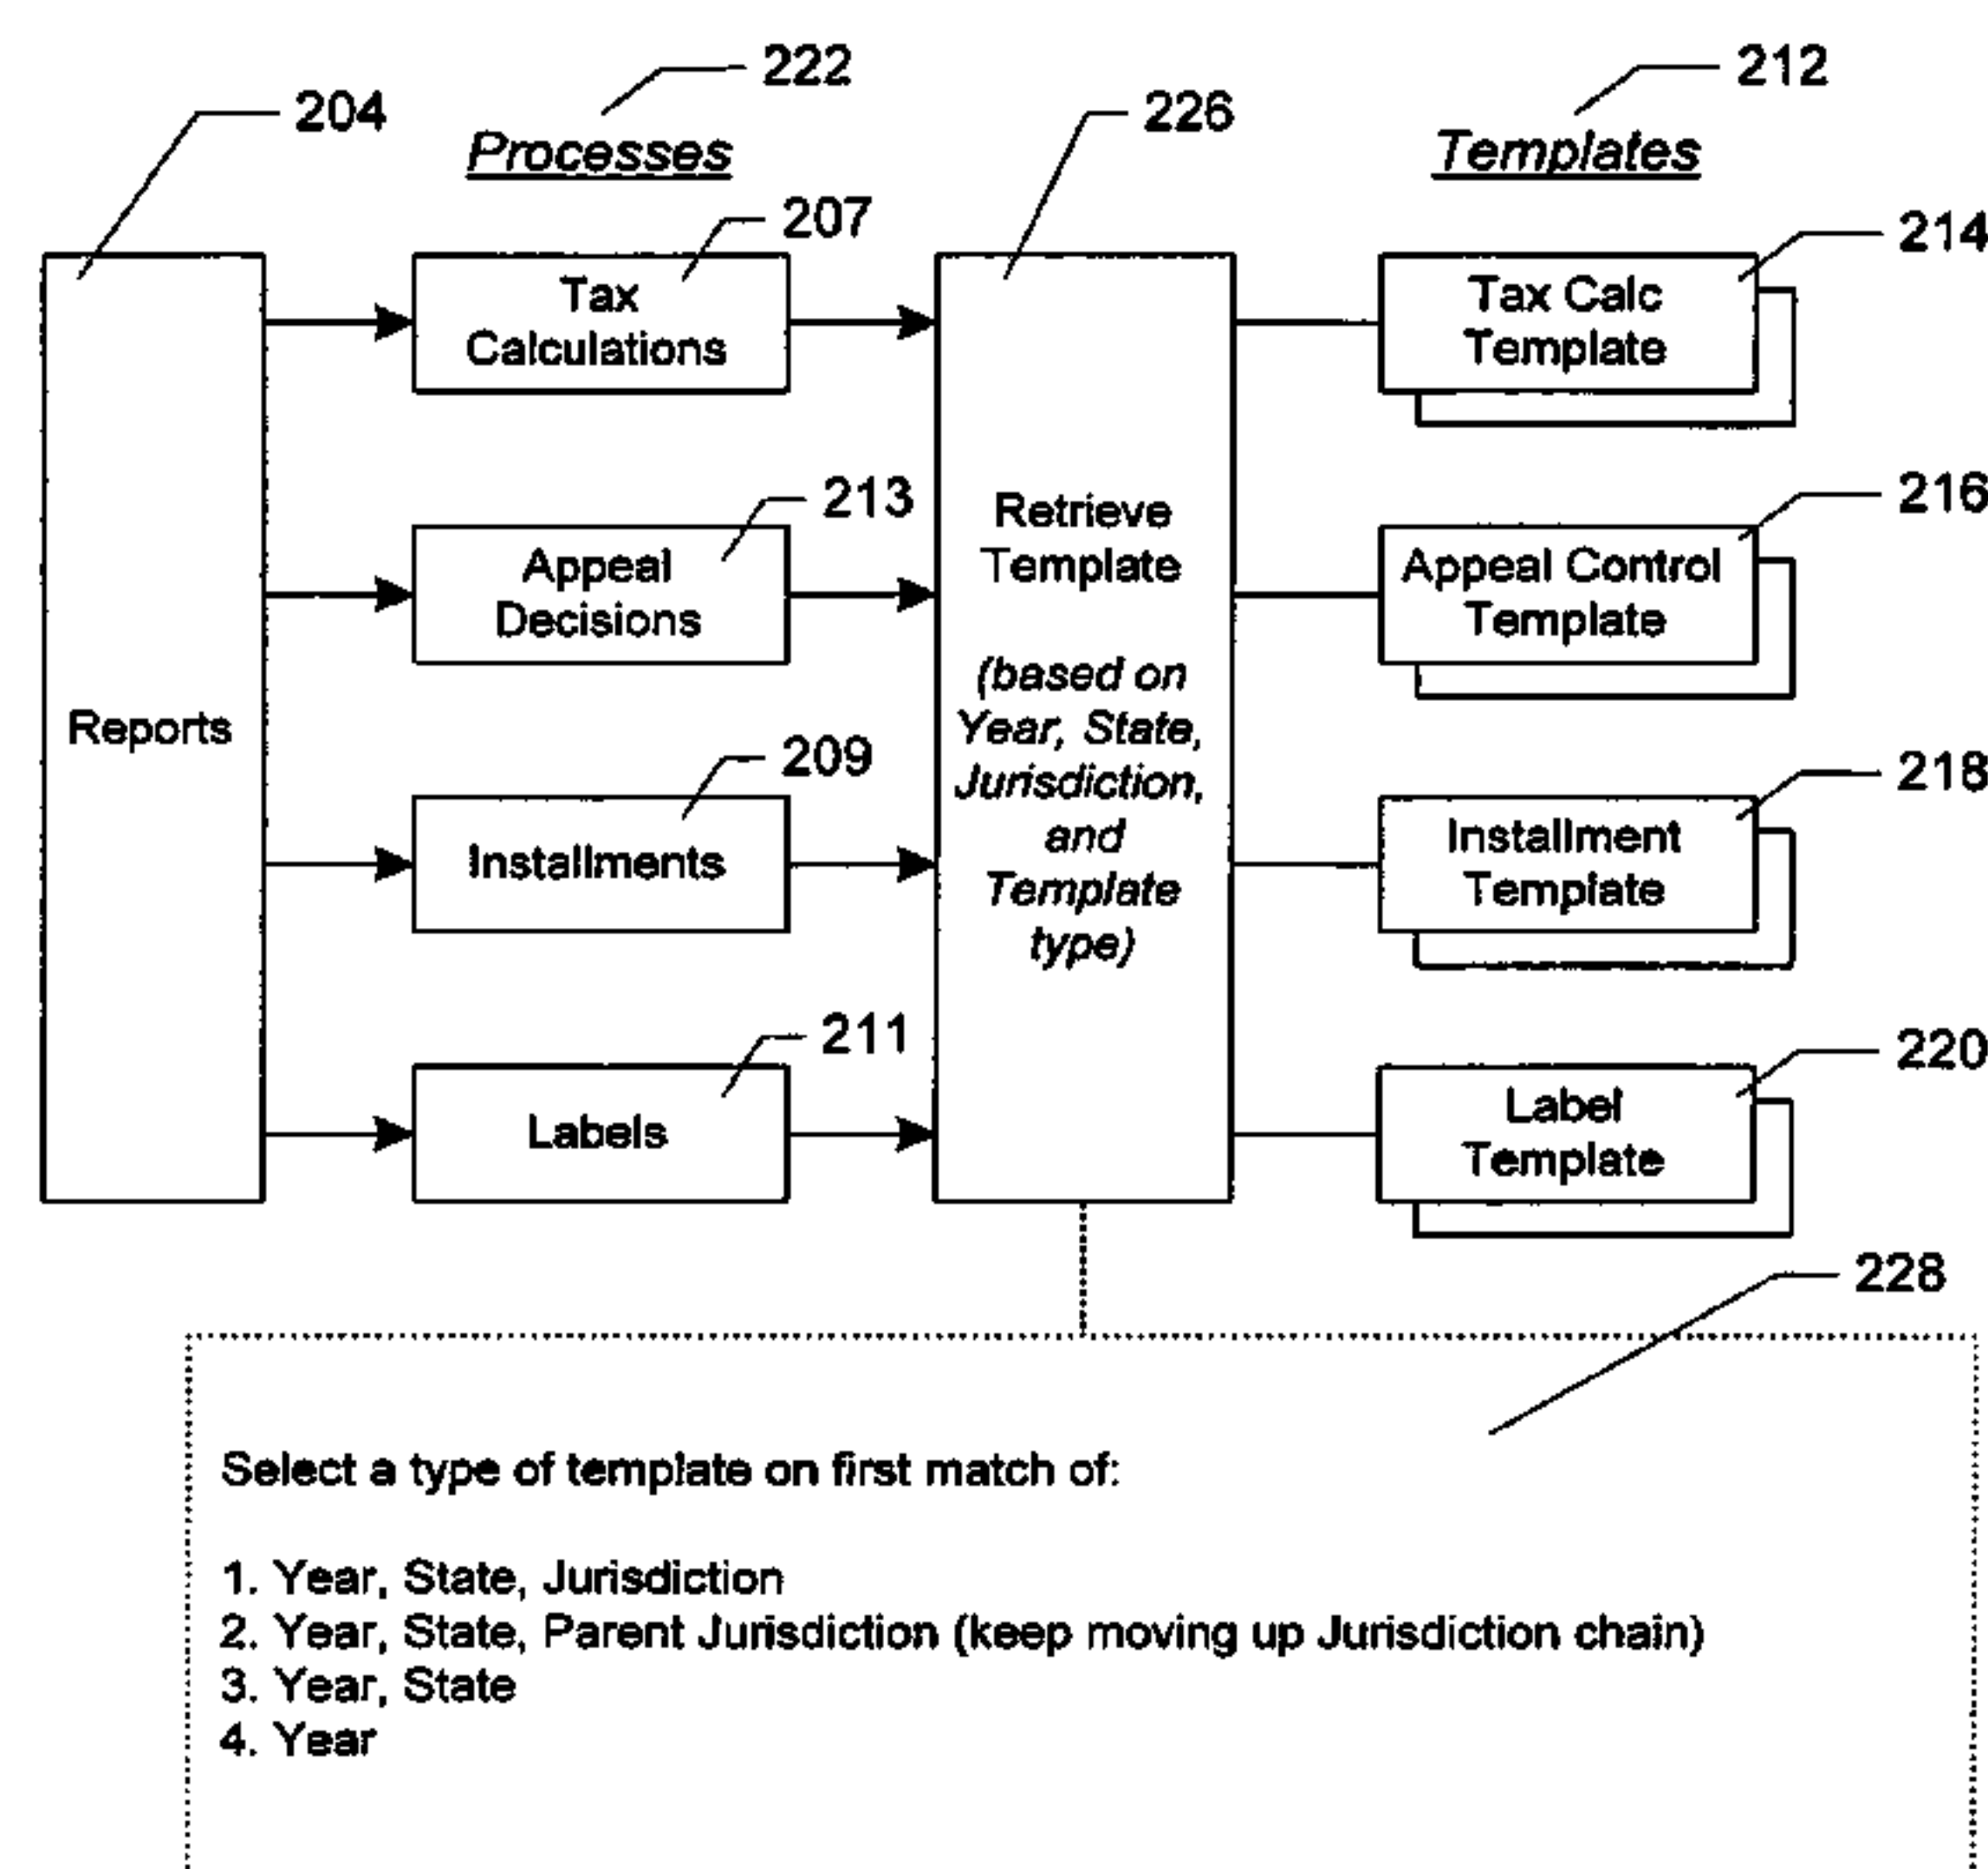 222
212
204
226
Processes
Templates
207
214
Tax
Calculations
Tax Calc
Template
213
216
Appeal
Decisions
Retrieve
Template
(based on
Year, State,
Jurisdiction,
and
Template
type)
Appeal Control
Template
Reports
209
218
Installments
Installment
Template
211
220
Labels
Label
Template
228
Select a type of template on first match of:
1. Year, State, Jurisdiction
2. Year, State, Parent Jurisdiction (keep moving up Jurisdiction chain)
3. Year, State
4. Year